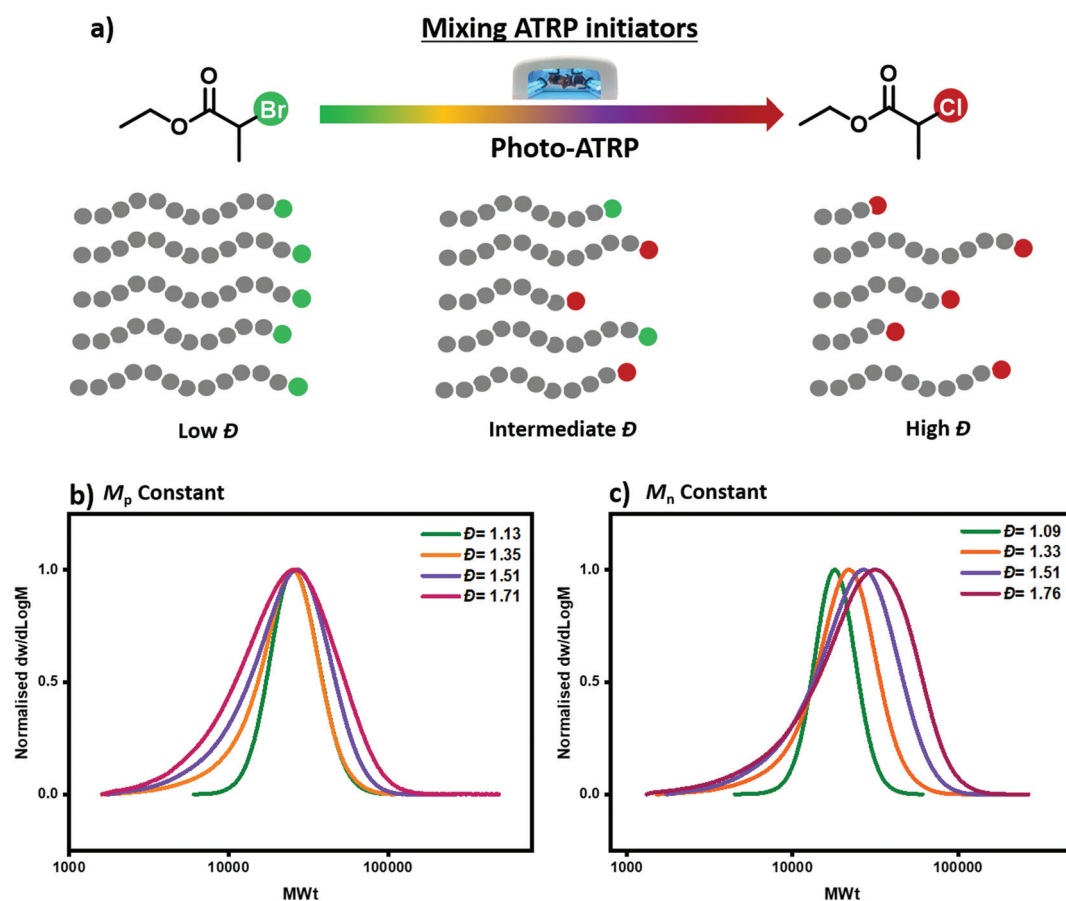 a)
Mixing ATRP initiators
O
O
Br
Photo-ATRP
O
O
Cl
Low Đ
Intermediate Đ
High Đ
b) Mp Constant
Đ= 1.13
Đ= 1.35
Đ= 1.51
Đ= 1.71
Normalised dw/dLogM
1.0
0.5
0.0
1000
10000
100000
MWt
c) Mn Constant
Đ= 1.09
Đ= 1.33
Đ= 1.51
Đ= 1.76
Normalised dw/dLogM
1.0
0.5
0.0
1000
10000
100000
MWt